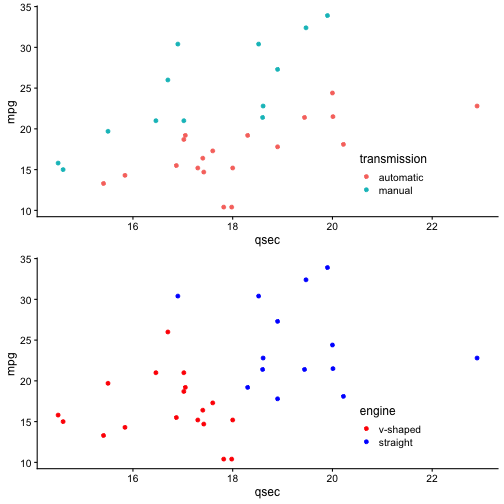 35
30
25
20
15
10
mpg
transmission
automatic
manual
16 18 20 22
qsec
35
30
25
20
15
10
mpg
engine
v-shaped
straight
16 18 20 22
qsec